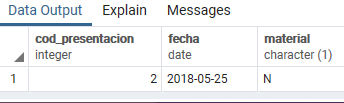 Data Output Explain Messages
cod_presentacion fecha material
integer date character (1)
1 2 2018-05-25 N